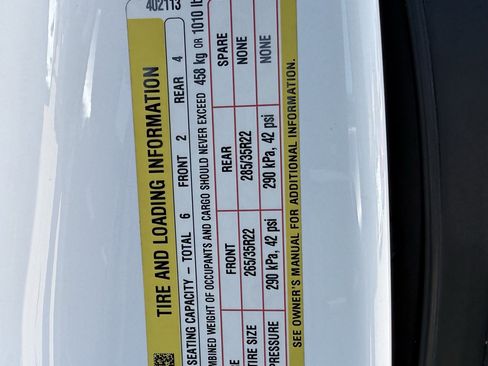 402113
TIRE AND LOADING INFORMATION
SEATING CAPACITY – TOTAL 6 FRONT 2 REAR 4
OMBINED WEIGHT OF OCCUPANTS AND CARGO SHOULD NEVER EXCEED 458 kg OR 1010 lb
RE FRONT REAR SPARE
TIRE SIZE 265/35R22 285/35R22 NONE
PRESSURE 290 kPa, 42 psi 290 kPa, 42 psi NONE
SEE OWNER'S MANUAL FOR ADDITIONAL INFORMATION.